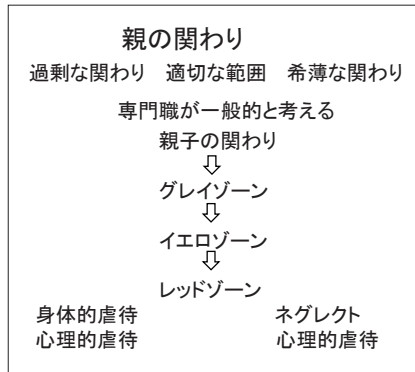 親の関わり
過剰な関わり 適切な範囲 希薄な関わり
専門職が一般的と考える
親子の関わり
グレイゾーン
イエロゾーン
レッドゾーン
身体的虐待 ネグレクト
心理的虐待 心理的虐待